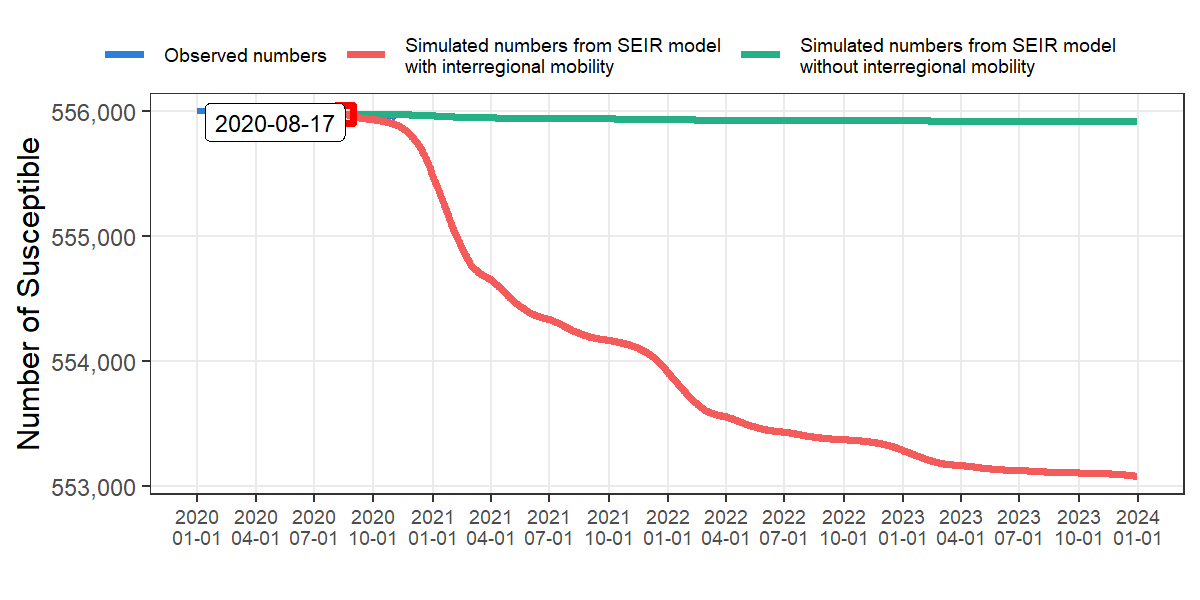 Observed numbers
Simulated numbers from SEIR model
with interregional mobility
Simulated numbers from SEIR model
without interregional mobility
Number of Susceptible
556,000
555,000
554,000
553,000
2020-08-17
2020 2020 2020 2020 2021 2021 2021 2021 2022 2022 2022 2022 2023 2023 2023 2023 2024
01-01 04-01 07-01 10-01 01-01 04-01 07-01 10-01 01-01 04-01 07-01 10-01 01-01 04-01 07-01 10-01 01-01